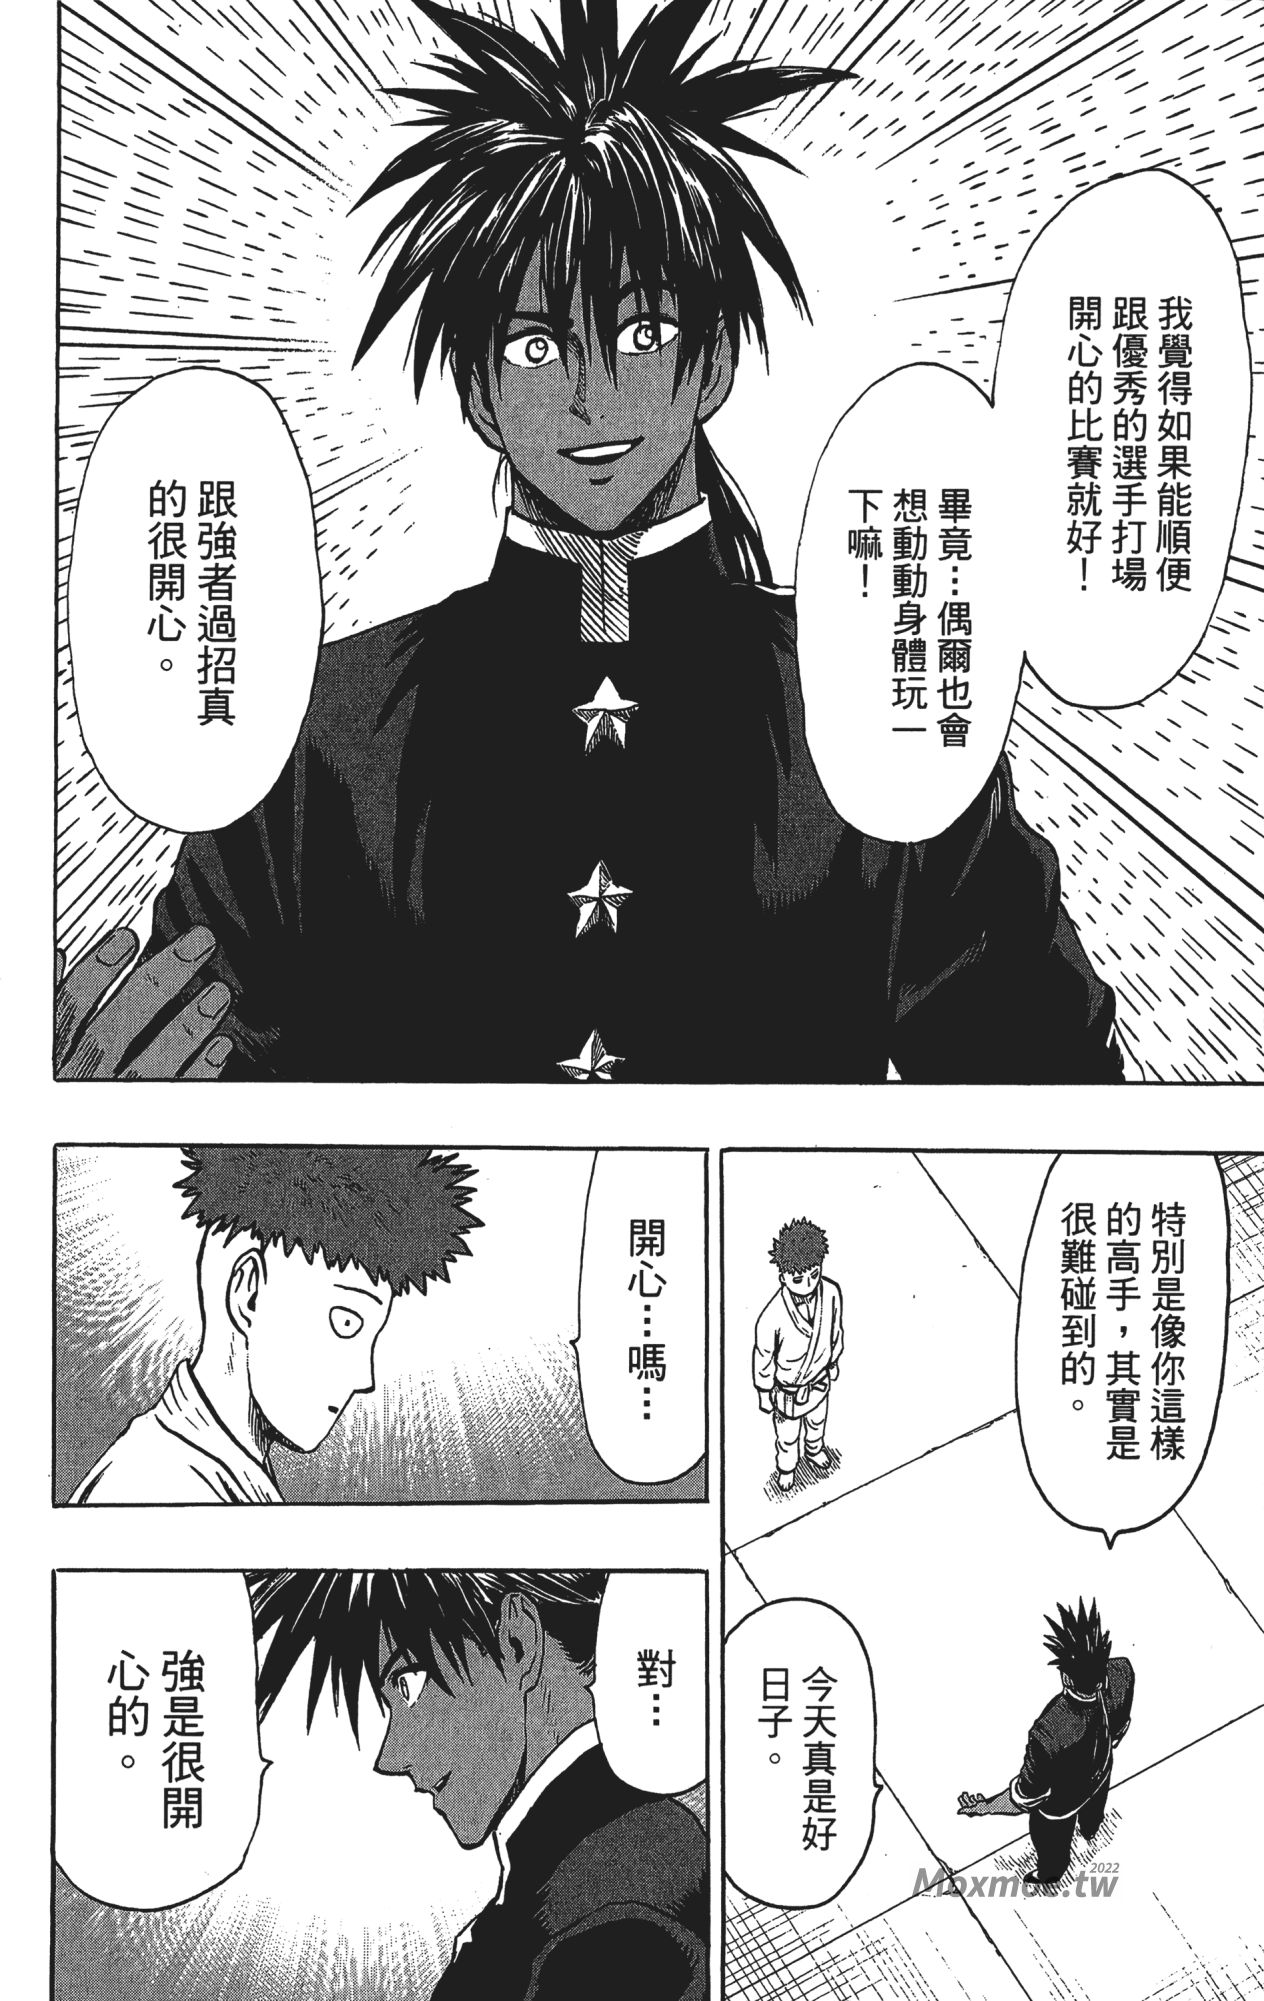 我覺得如果能順便
跟優秀的選手打場
開心的比賽就好！
畢竟…偶爾也會
想動動身體玩一
下嘛！
跟強者過招真
的很開心。
特別是像你這樣
的高手，其實是
很難碰到的。
今天真是好
日子。
開心…嗎…
對…
強是很開
心的。
2022
Moxmoe.tw